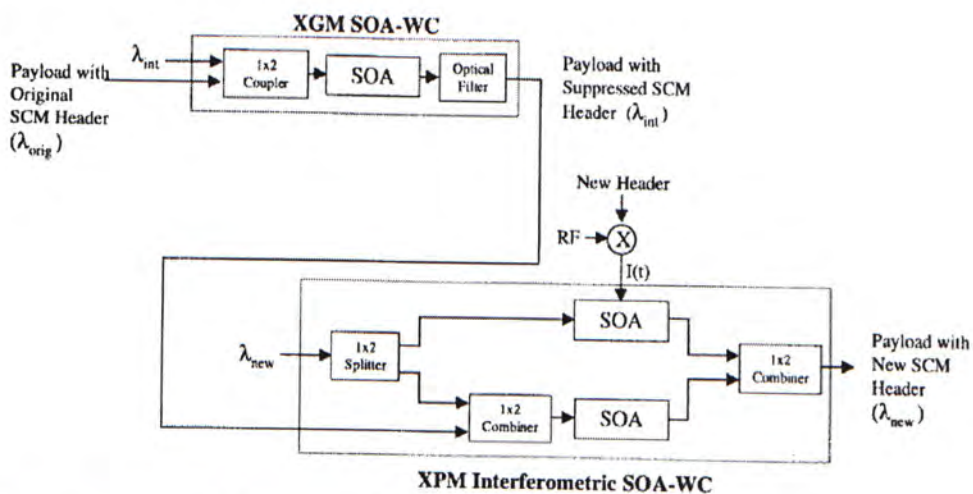 XGM SOA-WC
λint
Payload with
Original
SCM Header
(λorig)
1x2
Coupler
SOA
Optical
Filter
Payload with
Suppressed SCM
Header (λint)
New Header
RF
X
I(t)
SOA
λnew
1x2
Splitter
1x2
Combiner
SOA
1x2
Combiner
Payload with
New SCM
Header
(λnew)
XPM Interferometric SOA-WC